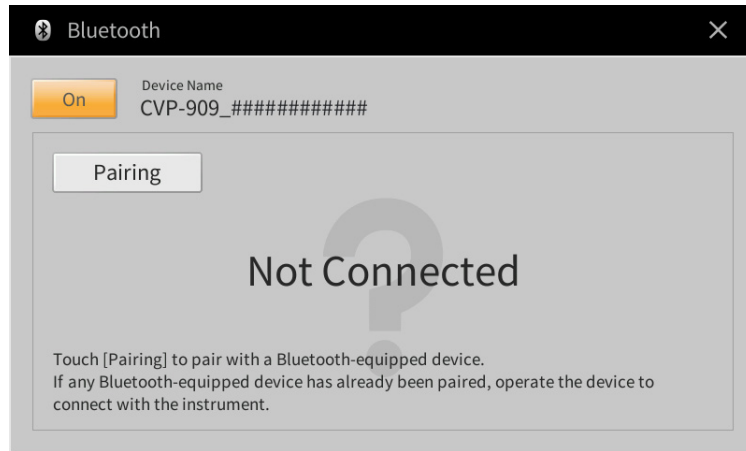 Bluetooth
On
Device Name
CVP-909_############
Pairing
Not Connected
Touch [Pairing] to pair with a Bluetooth-equipped device.
If any Bluetooth-equipped device has already been paired, operate the device to
connect with the instrument.